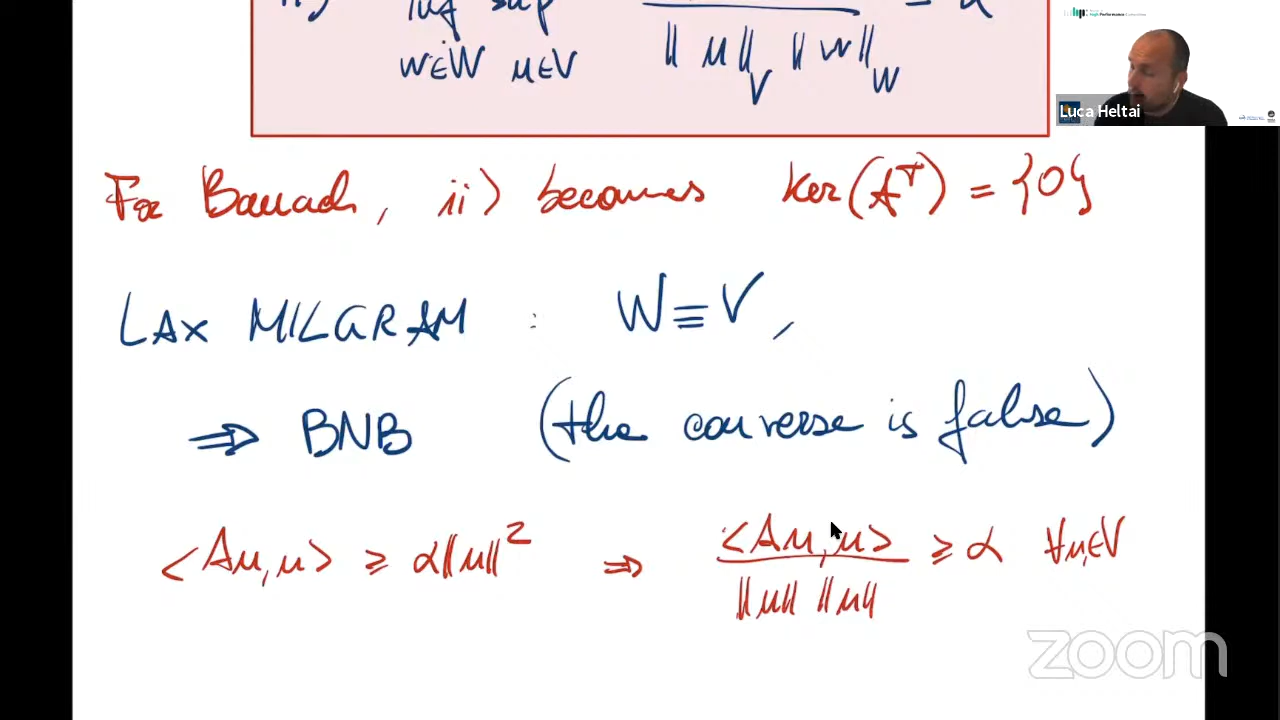 ii) inf sup = α
w∈W u∈V ‖u‖_V ‖w‖_W
Luca Heltai
For Banach, ii) becomes ker(A^T) = {0}
LAX MILGRAM : W ≡ V,
⇒ BNB (the converse is false)
<Au,u> ≥ α‖u‖² ⇒ <Au,u> / ‖u‖ ‖u‖ ≥ α ∀u∈V
zoom